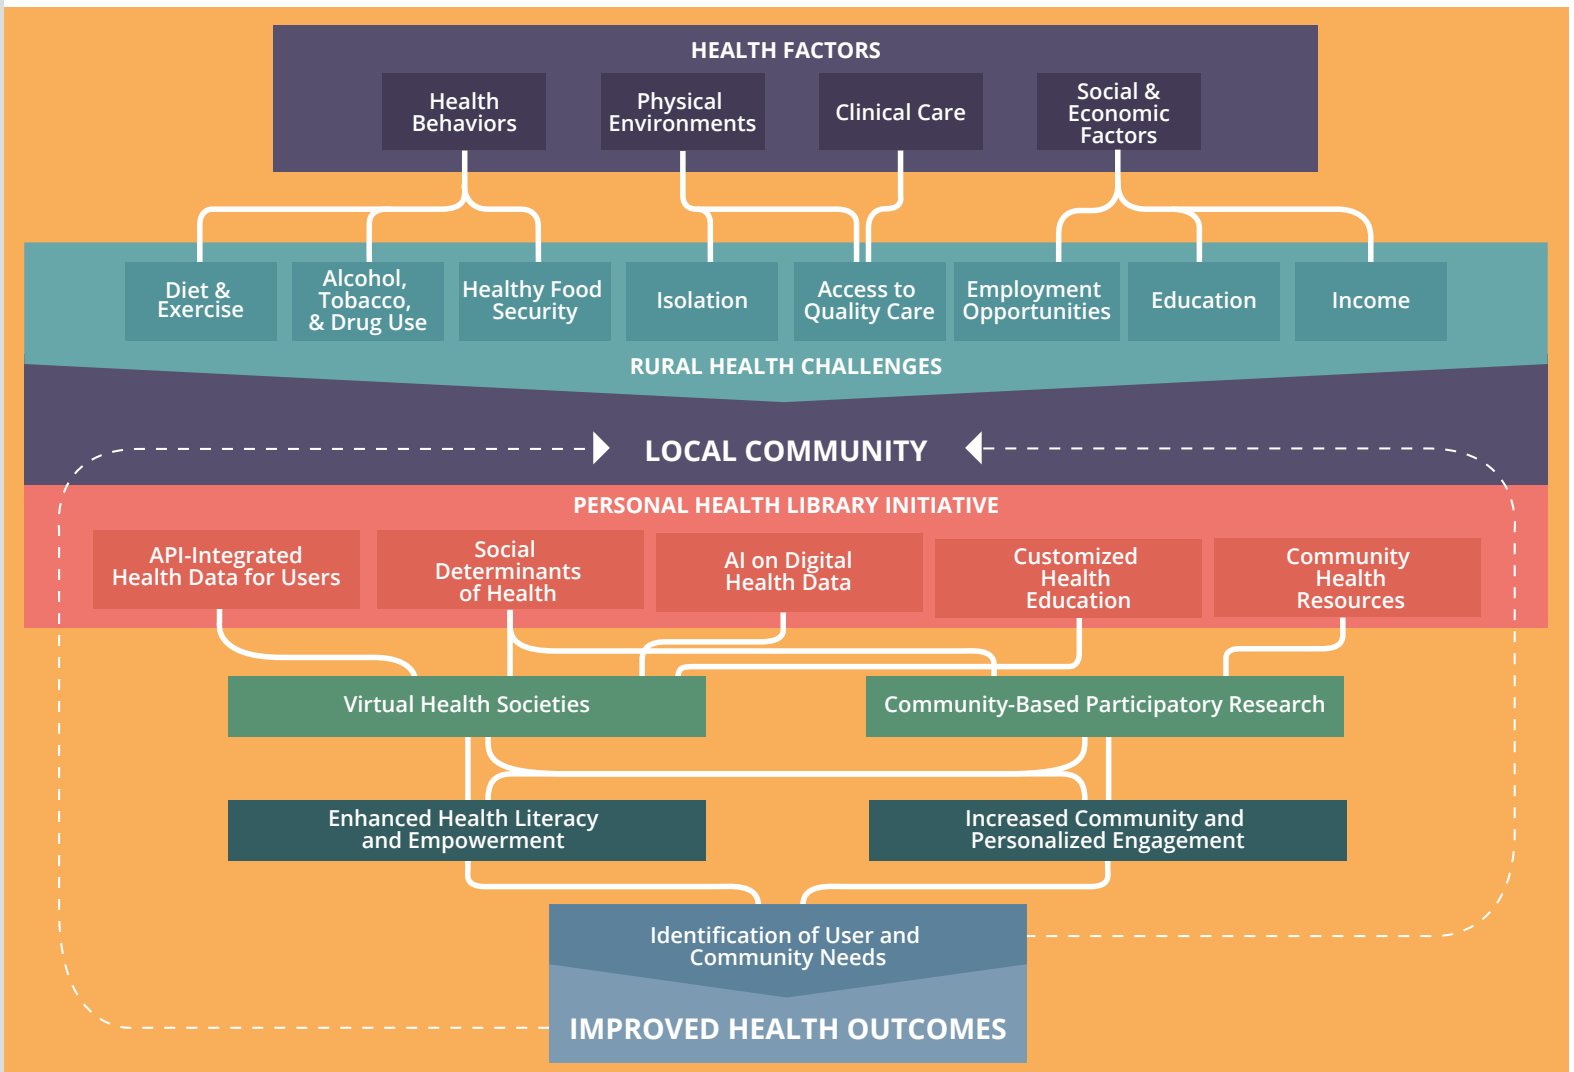 HEALTH FACTORS
Health
Behaviors
Physical
Environments
Clinical Care
Social &
Economic
Factors
Diet &
Exercise
Alcohol,
Tobacco,
& Drug Use
Healthy Food
Security
Isolation
Access to
Quality Care
Employment
Opportunities
Education
Income
RURAL HEALTH CHALLENGES
LOCAL COMMUNITY
PERSONAL HEALTH LIBRARY INITIATIVE
API-Integrated
Health Data for Users
Social
Determinants
of Health
AI on Digital
Health Data
Customized
Health
Education
Community
Health
Resources
Virtual Health Societies
Community-Based Participatory Research
Enhanced Health Literacy
and Empowerment
Increased Community and
Personalized Engagement
Identification of User and
Community Needs
IMPROVED HEALTH OUTCOMES